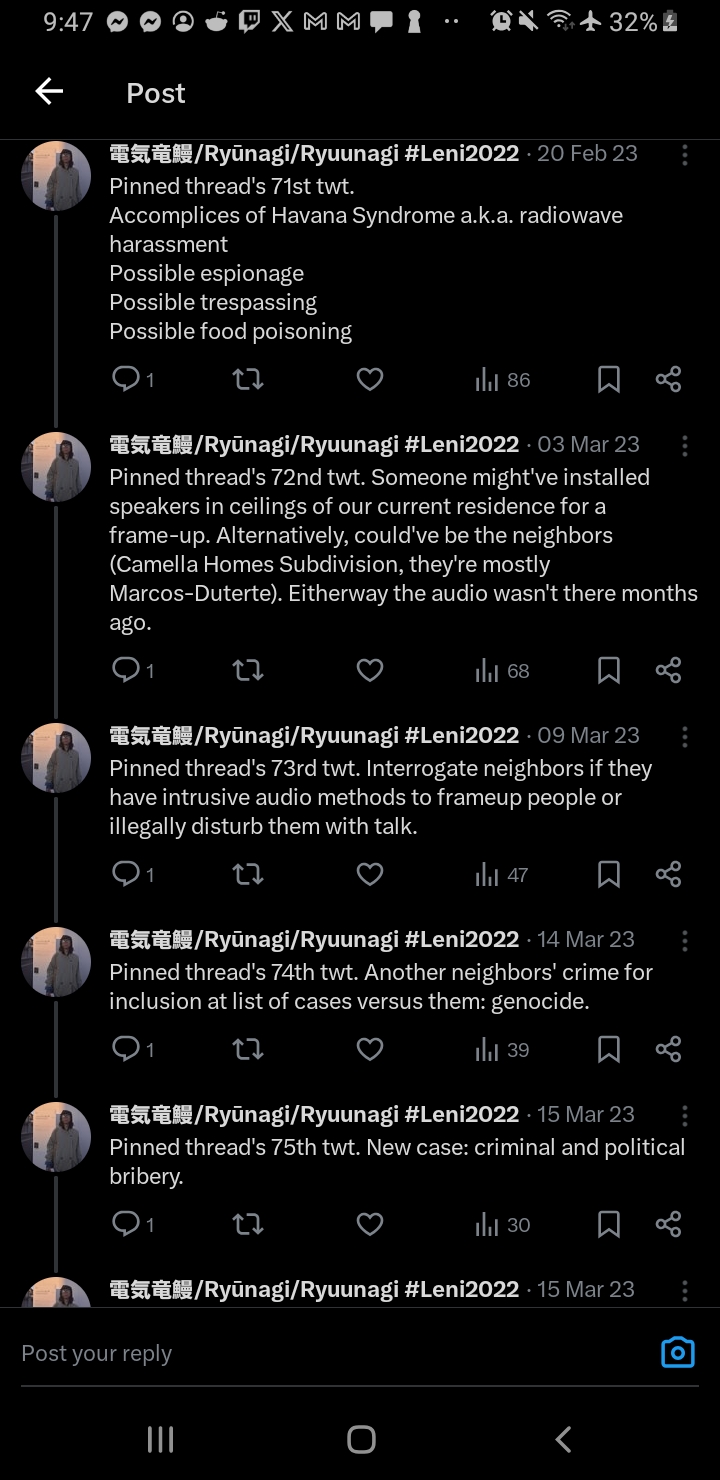 9:47
32%
Post
電気竜鰻/Ryūnagi/Ryuunagi #Leni2022 · 20 Feb 23
Pinned thread's 71st twt.
Accomplices of Havana Syndrome a.k.a. radiowave
harassment
Possible espionage
Possible trespassing
Possible food poisoning
1 86
電気竜鰻/Ryūnagi/Ryuunagi #Leni2022 · 03 Mar 23
Pinned thread's 72nd twt. Someone might've installed
speakers in ceilings of our current residence for a
frame-up. Alternatively, could've be the neighbors
(Camella Homes Subdivision, they're mostly
Marcos-Duterte). Eitherway the audio wasn't there months
ago.
1 68
電気竜鰻/Ryūnagi/Ryuunagi #Leni2022 · 09 Mar 23
Pinned thread's 73rd twt. Interrogate neighbors if they
have intrusive audio methods to frameup people or
illegally disturb them with talk.
1 47
電気竜鰻/Ryūnagi/Ryuunagi #Leni2022 · 14 Mar 23
Pinned thread's 74th twt. Another neighbors' crime for
inclusion at list of cases versus them: genocide.
1 39
電気竜鰻/Ryūnagi/Ryuunagi #Leni2022 · 15 Mar 23
Pinned thread's 75th twt. New case: criminal and political
bribery.
1 30
電気竜鰻/Ryūnagi/Ryuunagi #Leni2022 · 15 Mar 23
Post your reply